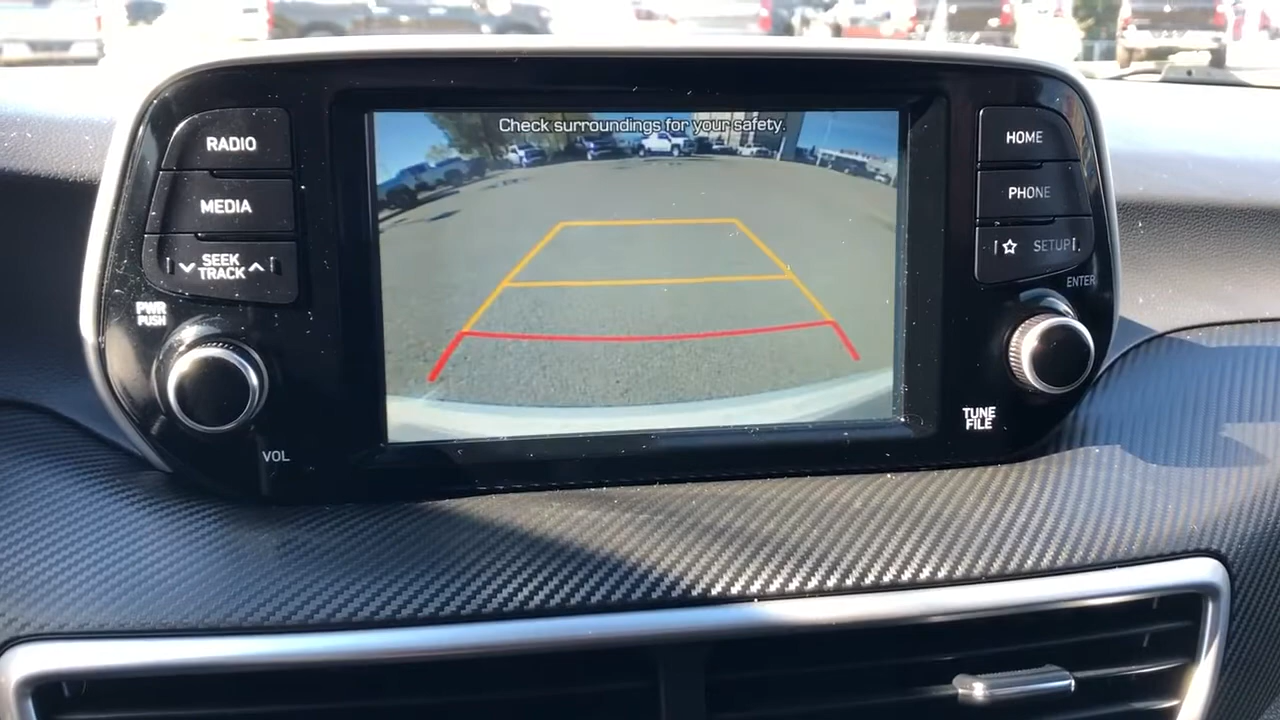 RADIO
MEDIA
SEEK
TRACK
PWR
PUSH
VOL
Check surroundings for your safety.
HOME
PHONE
SETUP
ENTER
TUNE
FILE